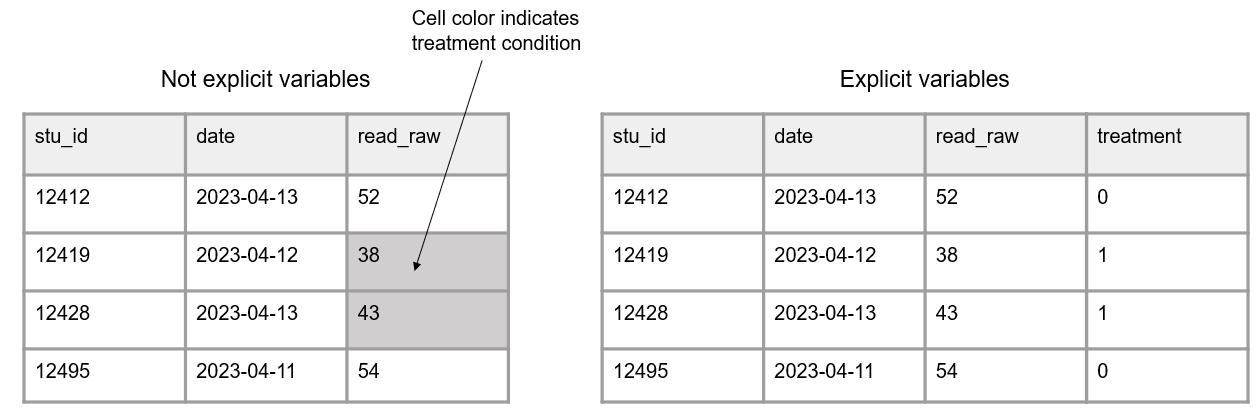 Cell color indicates
treatment condition
Not explicit variables
stu_id date read_raw
12412 2023-04-13 52
12419 2023-04-12 38
12428 2023-04-13 43
12495 2023-04-11 54
Explicit variables
stu_id date read_raw treatment
12412 2023-04-13 52 0
12419 2023-04-12 38 1
12428 2023-04-13 43 1
12495 2023-04-11 54 0